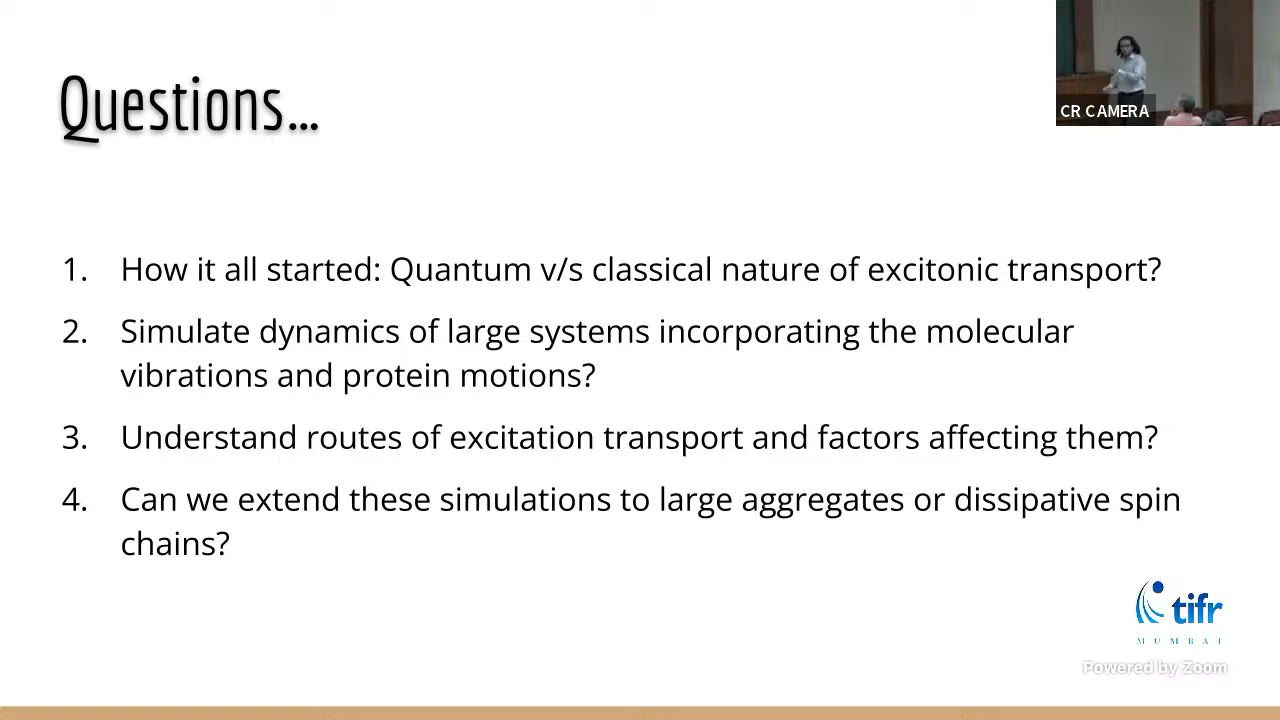 CR CAMERA
Questions...
1. How it all started: Quantum v/s classical nature of excitonic transport?
2. Simulate dynamics of large systems incorporating the molecular
vibrations and protein motions?
3. Understand routes of excitation transport and factors affecting them?
4. Can we extend these simulations to large aggregates or dissipative spin
chains?
tifr
MUMBAI
Powered by Zoom